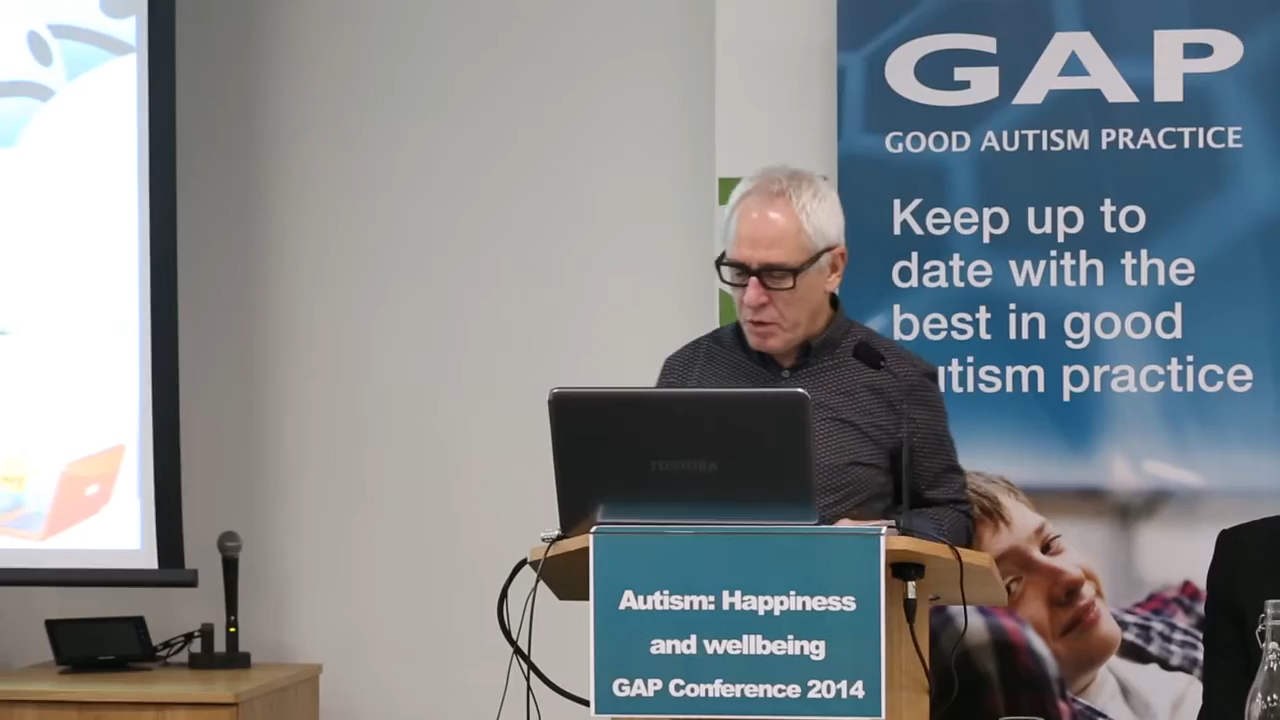 GAP
GOOD AUTISM PRACTICE
Keep up to
date with the
best in good
utism practice
TOSHIBA
Autism: Happiness
and wellbeing
GAP Conference 2014